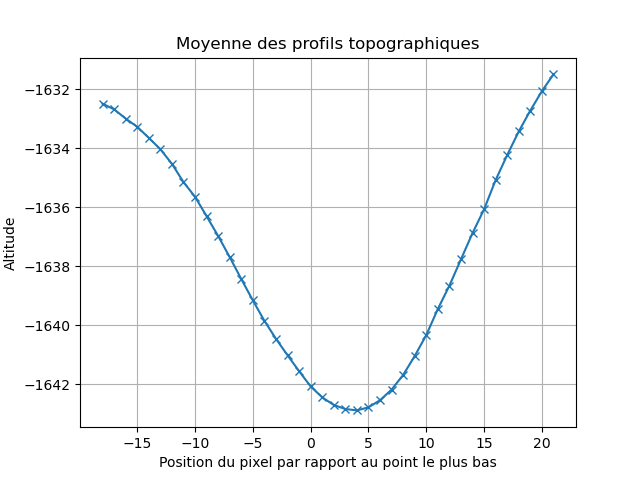 Moyenne des profils topographiques
Altitude
−1632
−1634
−1636
−1638
−1640
−1642
−15 −10 −5 0 5 10 15 20
Position du pixel par rapport au point le plus bas